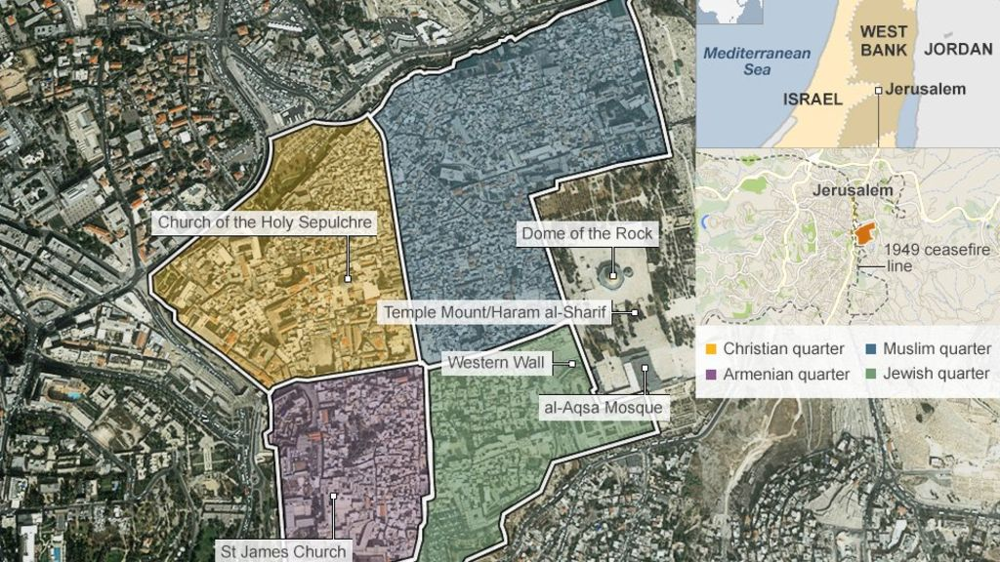 Church of the Holy Sepulchre
Dome of the Rock
Temple Mount/Haram al-Sharif
Western Wall
al-Aqsa Mosque
St James Church
Mediterranean
Sea
WEST
BANK
JORDAN
ISRAEL
Jerusalem
Jerusalem
1949 ceasefire
line
Christian quarter
Muslim quarter
Armenian quarter
Jewish quarter